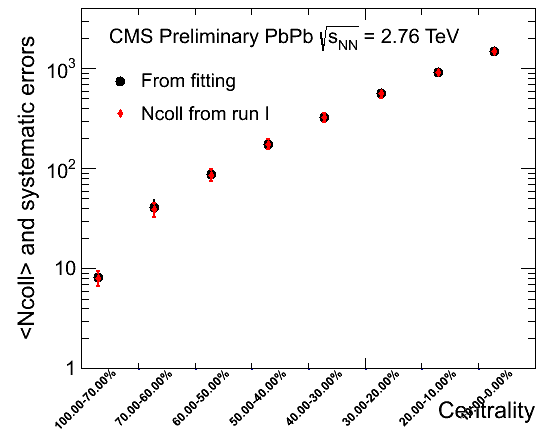 CMS Preliminary PbPb √sNN = 2.76 TeV
From fitting
Ncoll from run I
<Ncoll> and systematic errors
10³
10²
10
1
100.00-70.00%
70.00-60.00%
60.00-50.00%
50.00-40.00%
40.00-30.00%
30.00-20.00%
20.00-10.00%
Centrality